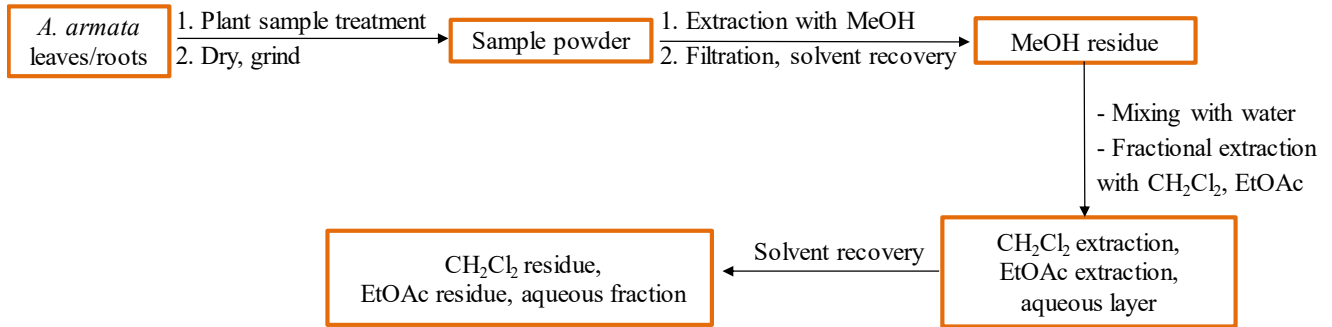 A. armata
leaves/roots
1. Plant sample treatment
2. Dry, grind
Sample powder
1. Extraction with MeOH
2. Filtration, solvent recovery
MeOH residue
- Mixing with water
- Fractional extraction
with CH₂Cl₂, EtOAc
CH₂Cl₂ extraction,
EtOAc extraction,
aqueous layer
Solvent recovery
CH₂Cl₂ residue,
EtOAc residue, aqueous fraction